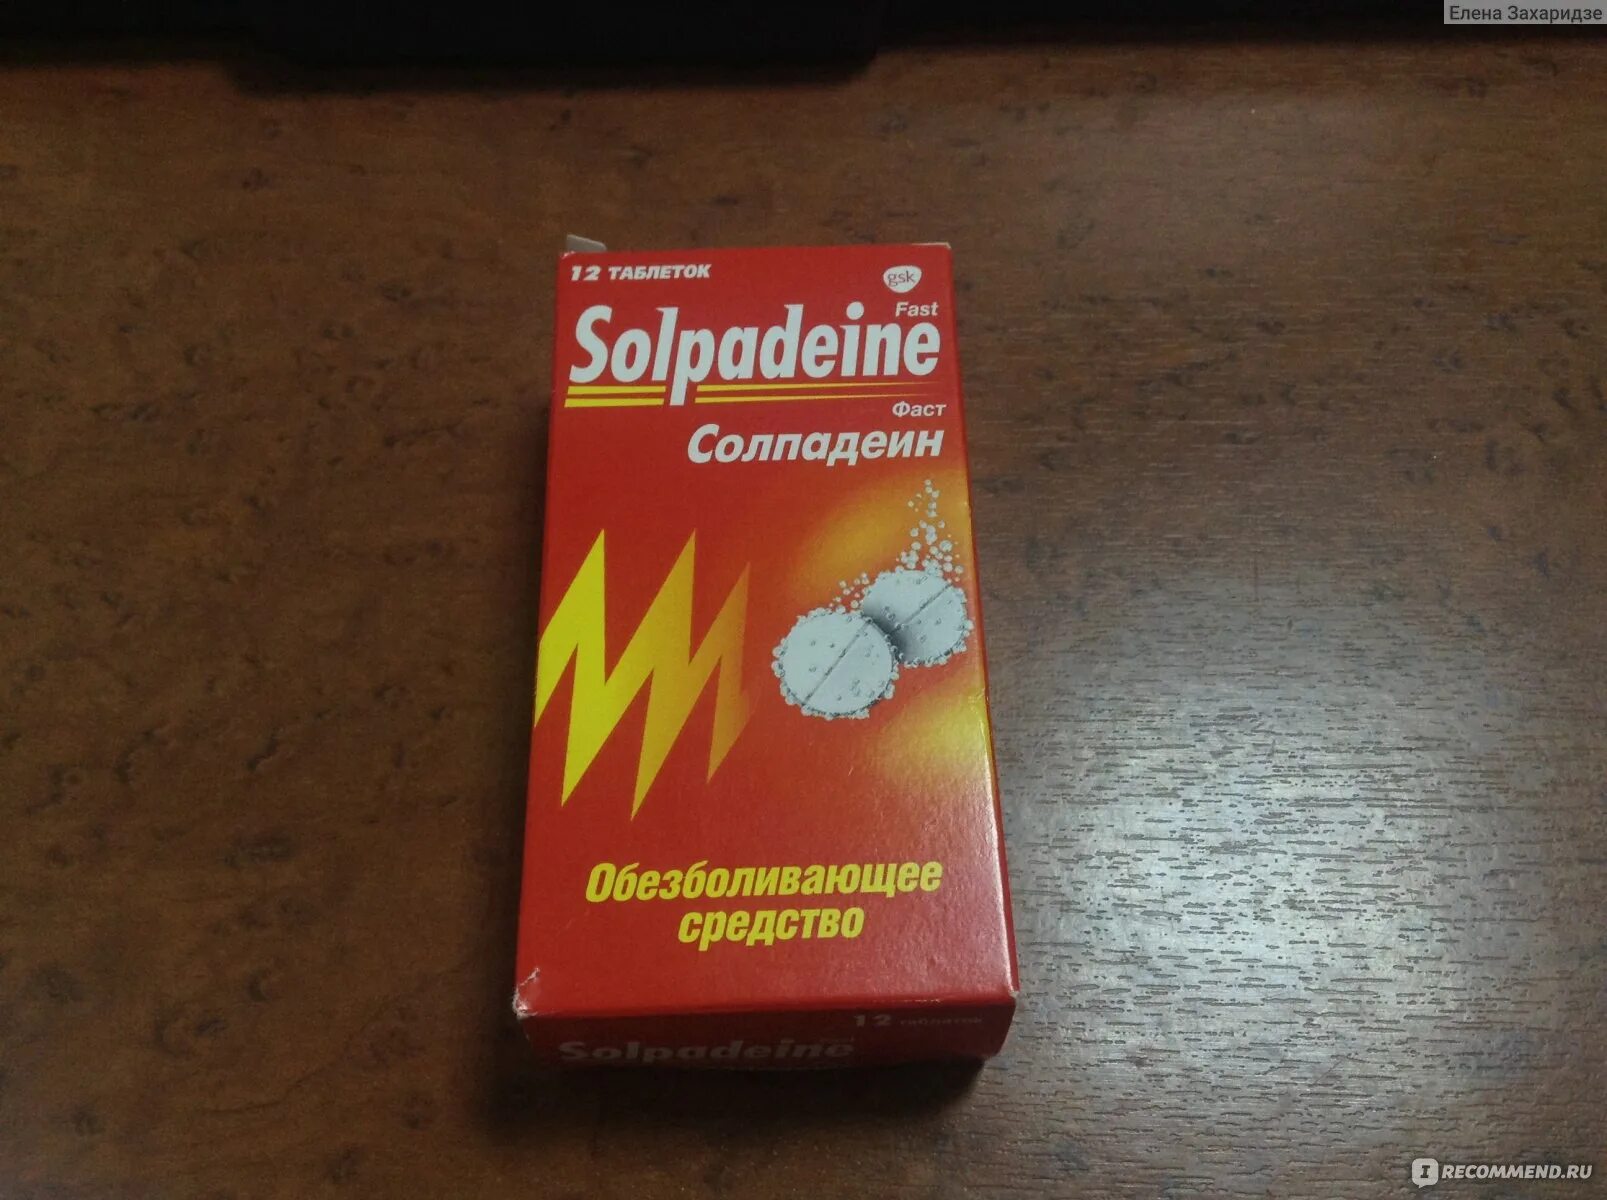 Елена Захаридзе
12 ТАБЛЕТОК
gsk
Fast
Solpadeine
Фаст
Солпадеин
Обезболивающее
средство
12 таблеток
Solpadeine
I RECOMMEND.RU